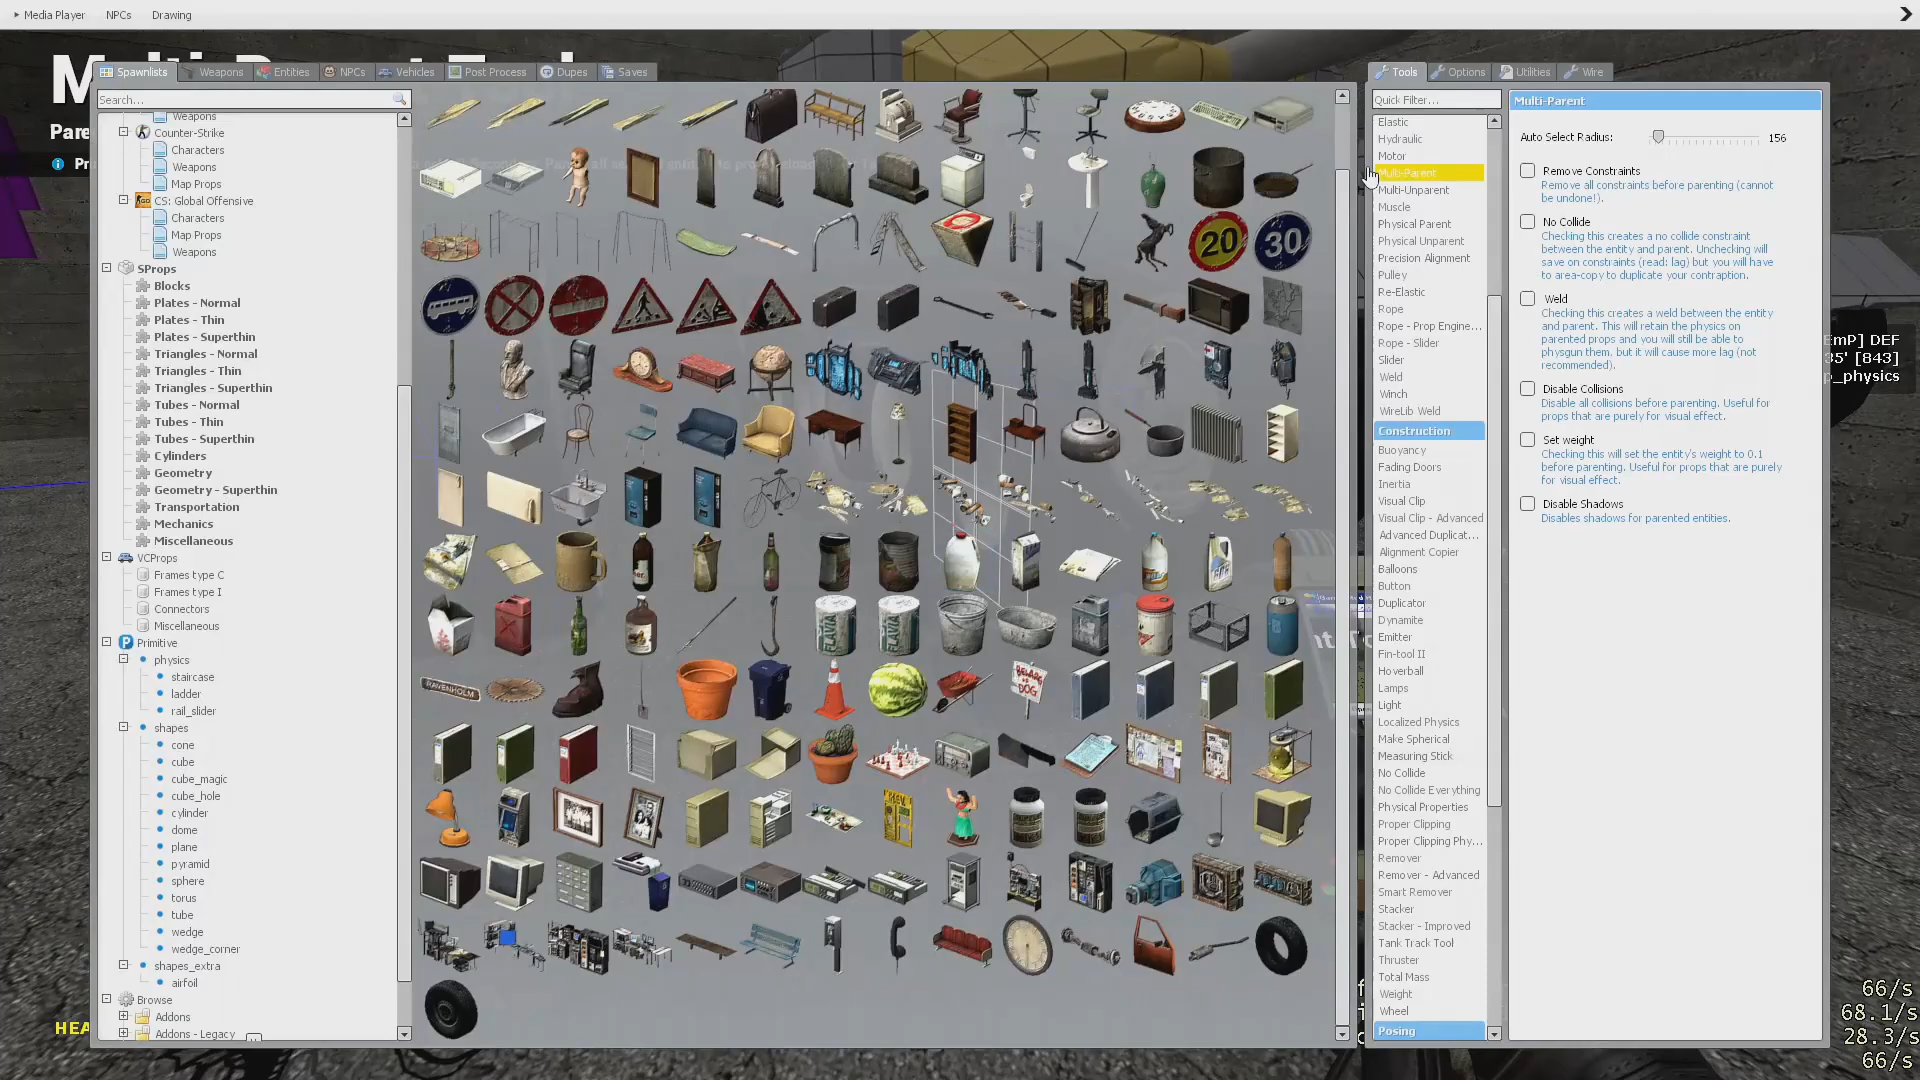 Media Player
NPCs
Drawing
Spawnlists
Weapons
Entities
NPCs
Vehicles
Post Process
Dupes
Saves
Tools
Options
Utilities
Wire
Search...
Weapons
Counter-Strike
Characters
Weapons
Map Props
CS: Global Offensive
Characters
Map Props
Weapons
SProps
Blocks
Plates - Normal
Plates - Thin
Plates - Superthin
Triangles - Normal
Triangles - Thin
Triangles - Superthin
Tubes - Normal
Tubes - Thin
Tubes - Superthin
Cylinders
Geometry
Geometry - Superthin
Transportation
Mechanics
Miscellaneous
VCProps
Frames type C
Frames type I
Connectors
Miscellaneous
Primitive
physics
staircase
ladder
rail_slider
shapes
cone
cube
cube_magic
cube_hole
cylinder
dome
plane
pyramid
sphere
torus
tube
wedge
wedge_corner
shapes_extra
airfoil
Browse
Addons
Addons - Legacy
20
30
FLAVIA
FLAVIA
RAVENHOLM
BEWARE
OF
DOG
Quick Filter...
Elastic
Hydraulic
Motor
Multi-Parent
Multi-Unparent
Muscle
Physical Parent
Physical Unparent
Precision Alignment
Pulley
Re-Elastic
Rope
Rope - Prop Engine...
Rope - Slider
Slider
Weld
Winch
WireLib Weld
Construction
Buoyancy
Fading Doors
Inertia
Visual Clip
Visual Clip - Advanced
Advanced Duplicat...
Alignment Copier
Balloons
Button
Duplicator
Dynamite
Emitter
Fin-tool II
Hoverball
Lamps
Light
Localized Physics
Make Spherical
Measuring Stick
No Collide
No Collide Everything
Physical Properties
Proper Clipping
Proper Clipping Phy...
Remover
Remover - Advanced
Smart Remover
Stacker
Stacker - Improved
Tank Track Tool
Thruster
Total Mass
Weight
Wheel
Posing
Multi-Parent
Auto Select Radius:
156
Remove Constraints
Remove all constraints before parenting (cannot
be undone!).
No Collide
Checking this creates a no collide constraint
between the entity and parent. Unchecking will
save on constraints (read: lag) but you will have
to area-copy to duplicate your contraption.
Weld
Checking this creates a weld between the entity
and parent. This will retain the physics on
parented props and you will still be able to
physgun them, but it will cause more lag (not
recommended).
Disable Collisions
Disable all collisions before parenting. Useful for
props that are purely for visual effect.
Set weight
Checking this will set the entity's weight to 0.1
before parenting. Useful for props that are purely
for visual effect.
Disable Shadows
Disables shadows for parented entities.
EmP] DEF
35' [843]
p_physics
HEA
66/s
68.1/s
28.3/s
66/s